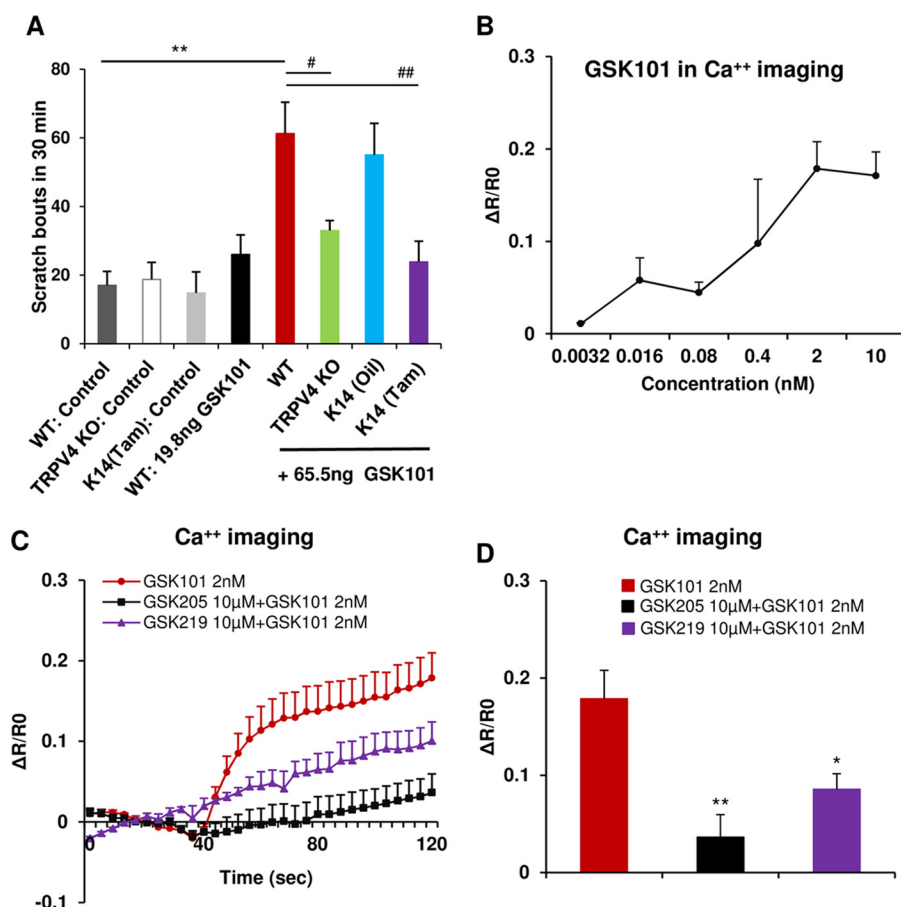 A
**
#
##
Scratch bouts in 30 min
80
60
40
20
0
WT: Control
TRPV4 KO: Control
K14(Tam): Control
WT: 19.8ng GSK101
WT
TRPV4 KO
K14 (Oil)
K14 (Tam)
+ 65.5ng GSK101
B
GSK101 in Ca++ imaging
ΔR/R0
0.3
0.2
0.1
0
0.0032 0.016 0.08 0.4 2 10
Concentration (nM)
C
Ca++ imaging
GSK101 2nM
GSK205 10μM+GSK101 2nM
GSK219 10μM+GSK101 2nM
ΔR/R0
0.3
0.2
0.1
0
-0.1
0 40 80 120
Time (sec)
D
Ca++ imaging
GSK101 2nM
GSK205 10μM+GSK101 2nM
GSK219 10μM+GSK101 2nM
ΔR/R0
0.3
0.2
0.1
0
**
*